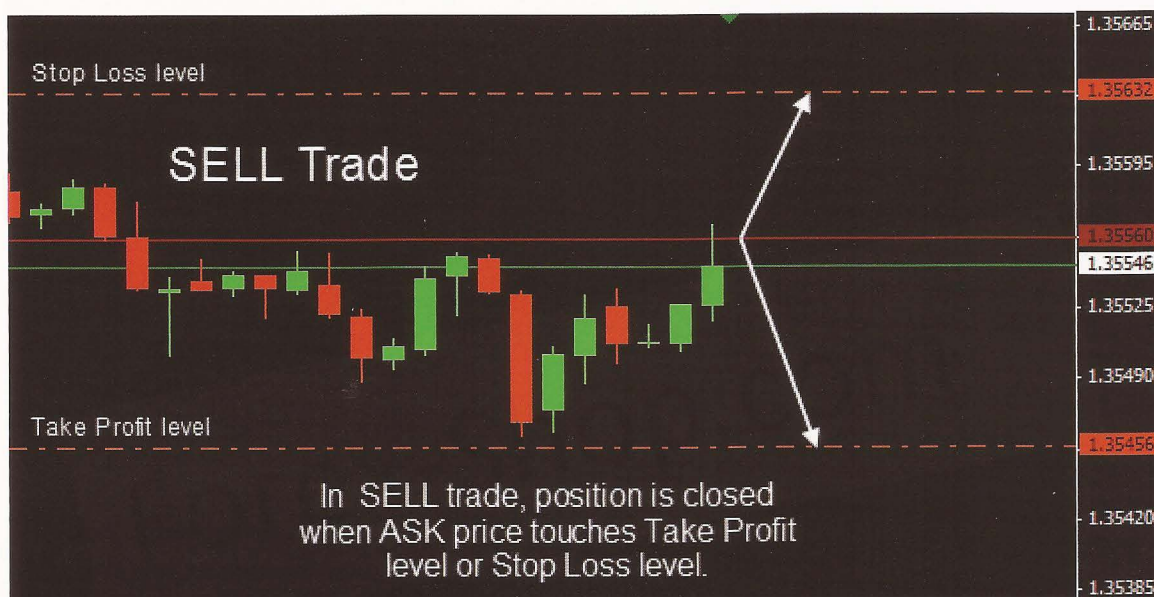 1.35665
Stop Loss level
1.35632
SELL Trade
1.35595
1.35560
1.35546
1.35525
1.35490
Take Profit level
1.35456
In SELL trade, position is closed
when ASK price touches Take Profit
level or Stop Loss level.
1.35420
1.35385